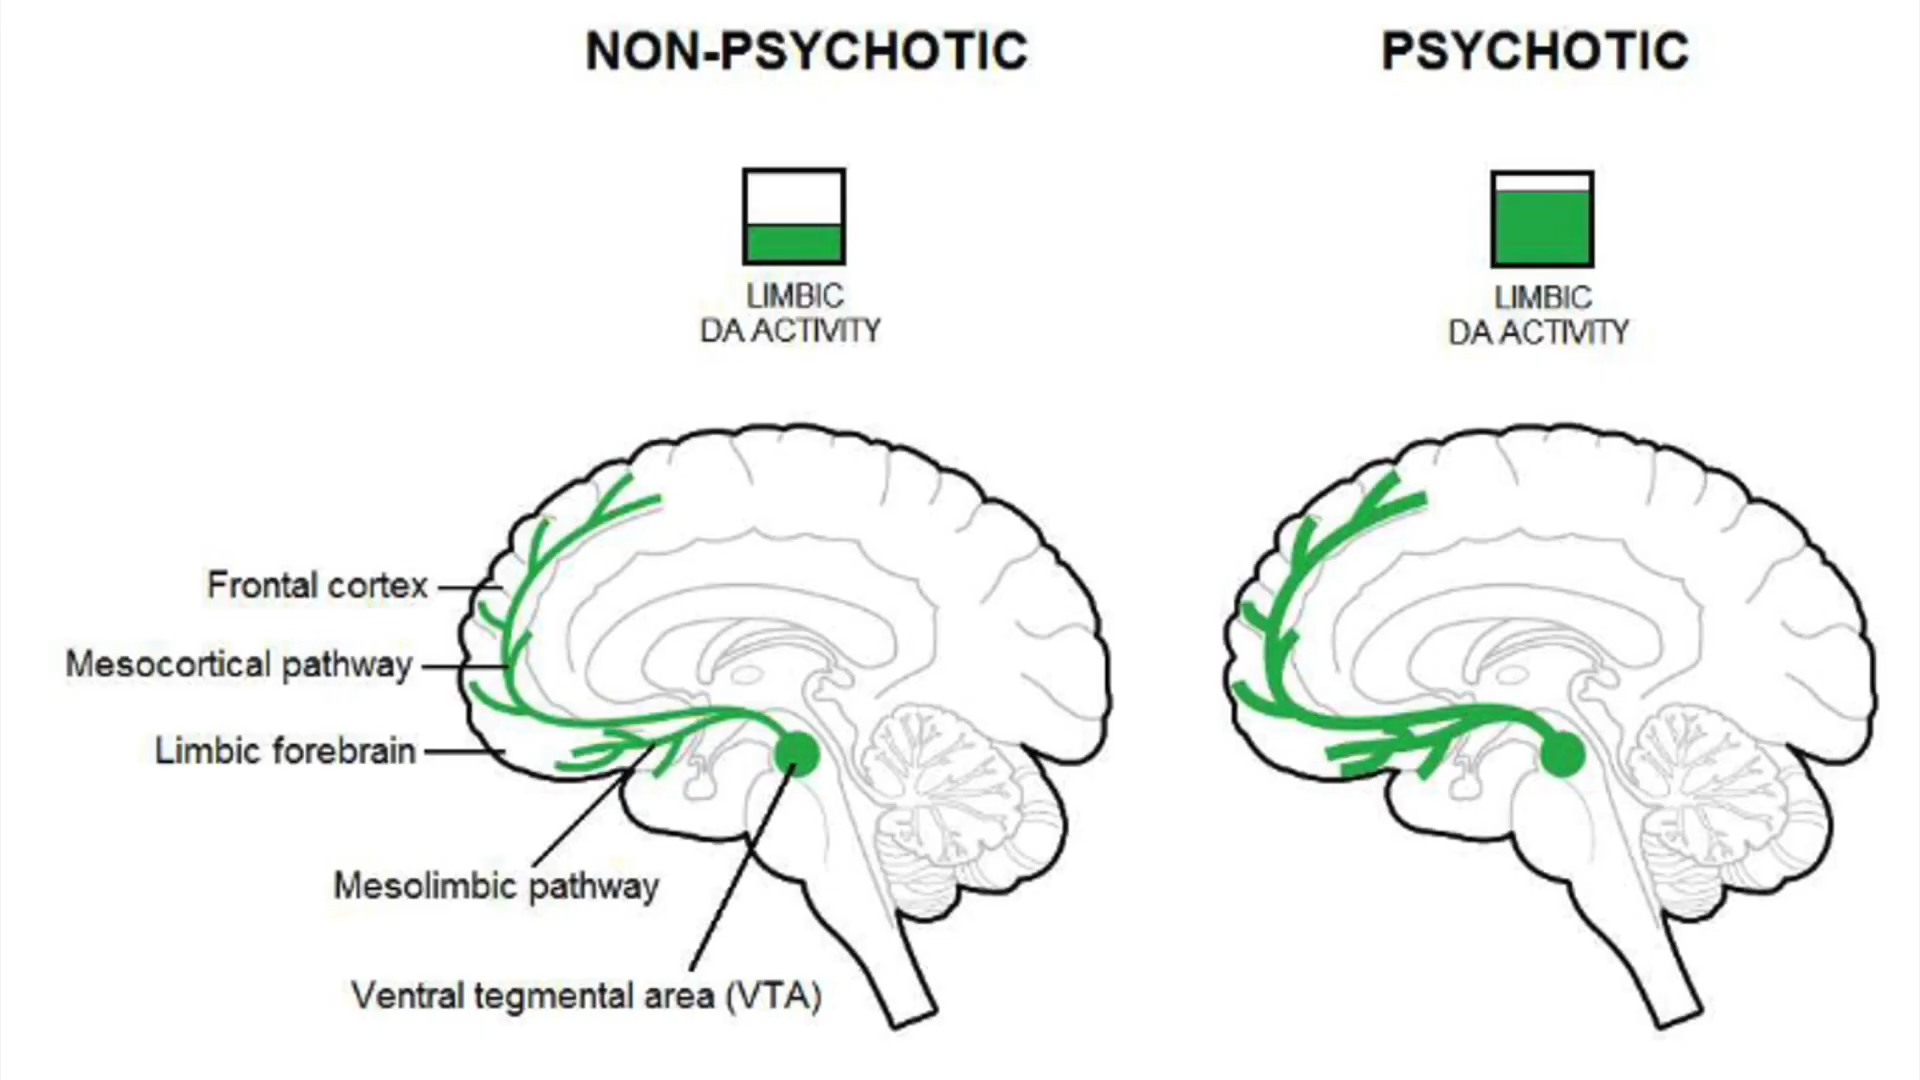 NON-PSYCHOTIC
PSYCHOTIC
LIMBIC
DA ACTIVITY
LIMBIC
DA ACTIVITY
Frontal cortex
Mesocortical pathway
Limbic forebrain
Mesolimbic pathway
Ventral tegmental area (VTA)